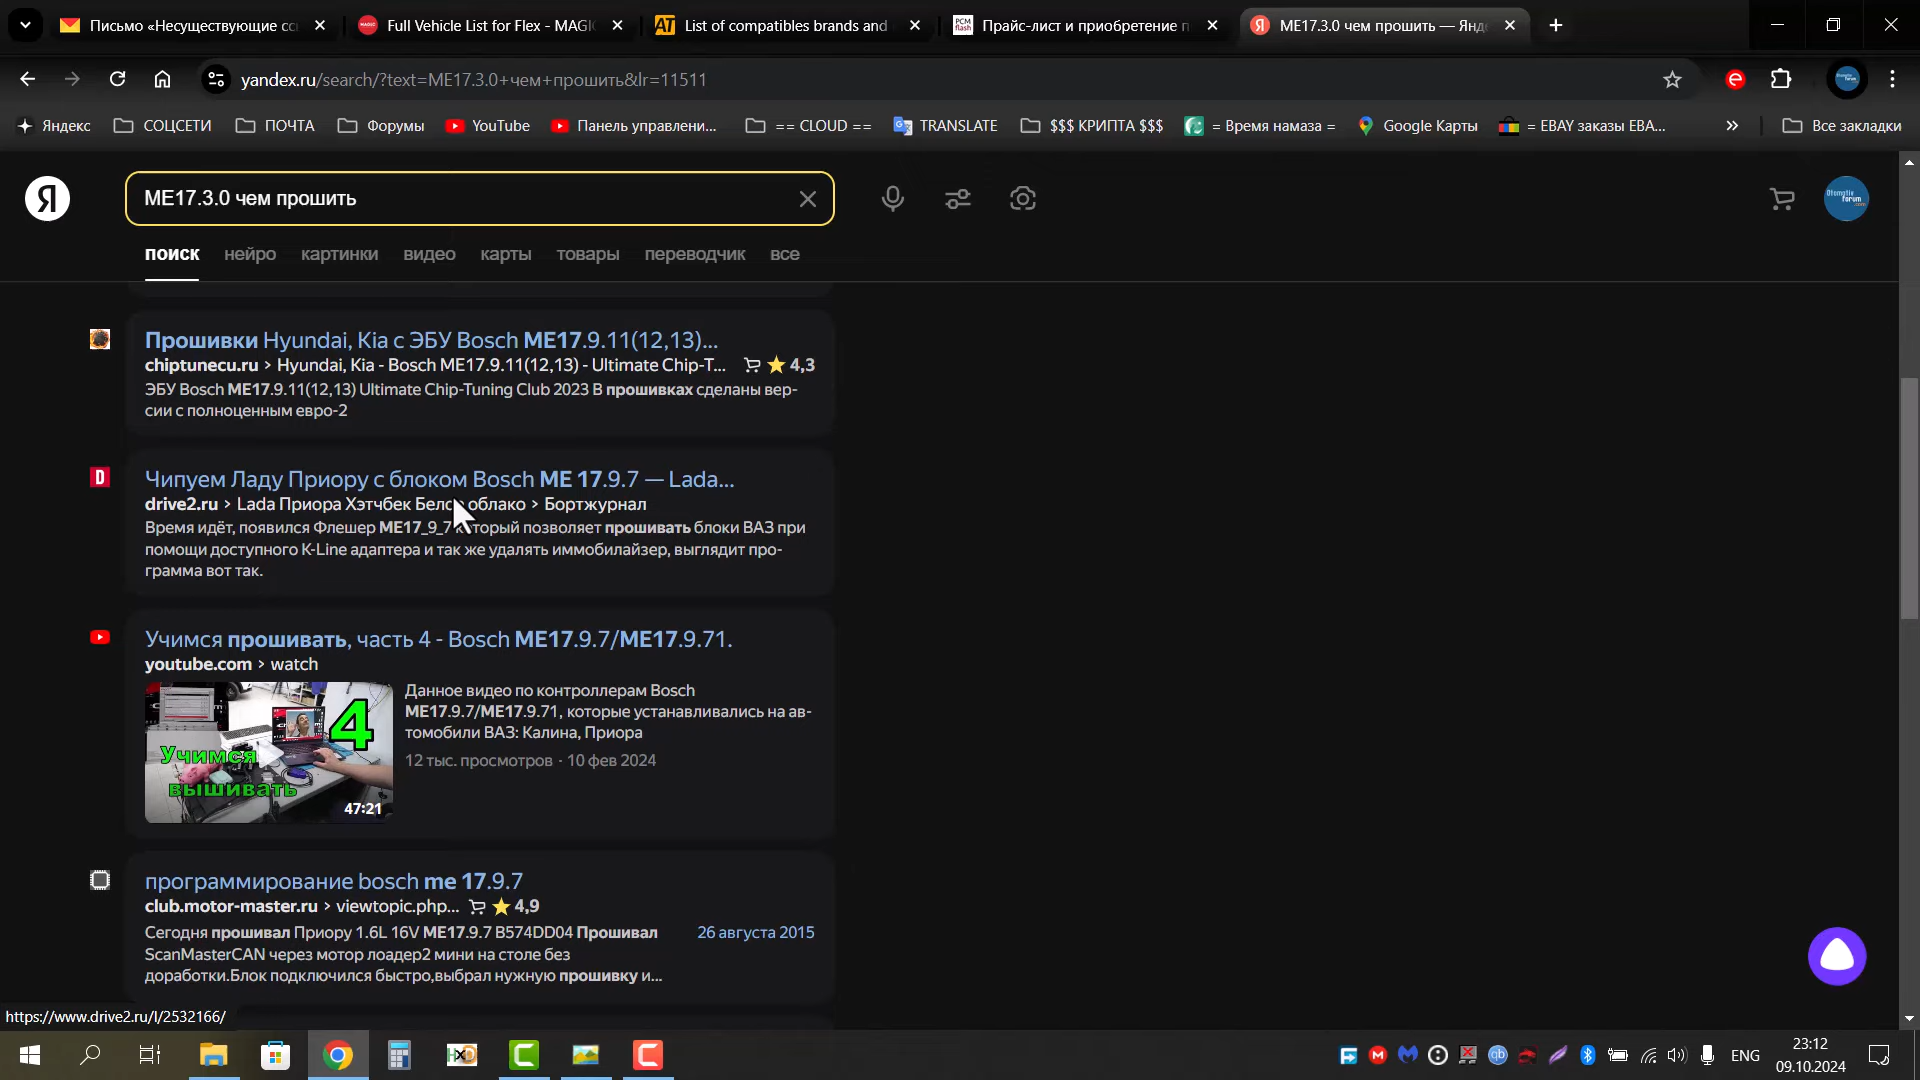 Письмо «Несуществующие сс
Full Vehicle List for Flex - MAGI
AT
List of compatibles brands and
PCM
flash
Прайс-лист и приобретение п
Я
ME17.3.0 чем прошить — Янд
yandex.ru/search/?text=ME17.3.0+чем+прошить&lr=11511
Яндекс
СОЦСЕТИ
ПОЧТА
Форумы
YouTube
Панель управлени...
== CLOUD ==
TRANSLATE
$$$ КРИПТА $$$
= Время намаза =
Google Карты
= EBAY заказы EBA...
»
Все закладки
Я
ME17.3.0 чем прошить
Otomotiv
forum
.com
поиск
нейро
картинки
видео
карты
товары
переводчик
все
Прошивки Hyundai, Kia с ЭБУ Bosch ME17.9.11(12,13)...
chiptunecu.ru › Hyundai, Kia - Bosch ME17.9.11(12,13) - Ultimate Chip-T... 4,3
ЭБУ Bosch ME17.9.11(12,13) Ultimate Chip-Tuning Club 2023 В прошивках сделаны вер-
сии с полноценным евро-2
D
Чипуем Ладу Приору с блоком Bosch ME 17.9.7 — Lada...
drive2.ru › Lada Приора Хэтчбек Белое облако › Бортжурнал
Время идёт, появился Флешер ME17_9_7 который позволяет прошивать блоки ВАЗ при
помощи доступного K-Line адаптера и так же удалять иммобилайзер, выглядит про-
грамма вот так.
Учимся прошивать, часть 4 - Bosch ME17.9.7/ME17.9.71.
youtube.com › watch
4
Учимся
вышивать
47:21
Данное видео по контроллерам Bosch
ME17.9.7/ME17.9.71, которые устанавливались на ав-
томобили ВАЗ: Калина, Приора
12 тыс. просмотров · 10 фев 2024
программирование bosch me 17.9.7
club.motor-master.ru › viewtopic.php... 4,9
Сегодня прошивал Приору 1.6L 16V ME17.9.7 B574DD04 Прошивал
26 августа 2015
ScanMasterCAN через мотор лоадер2 мини на столе без
доработки.Блок подключился быстро,выбрал нужную прошивку и...
https://www.drive2.ru/l/2532166/
ENG
23:12
09.10.2024